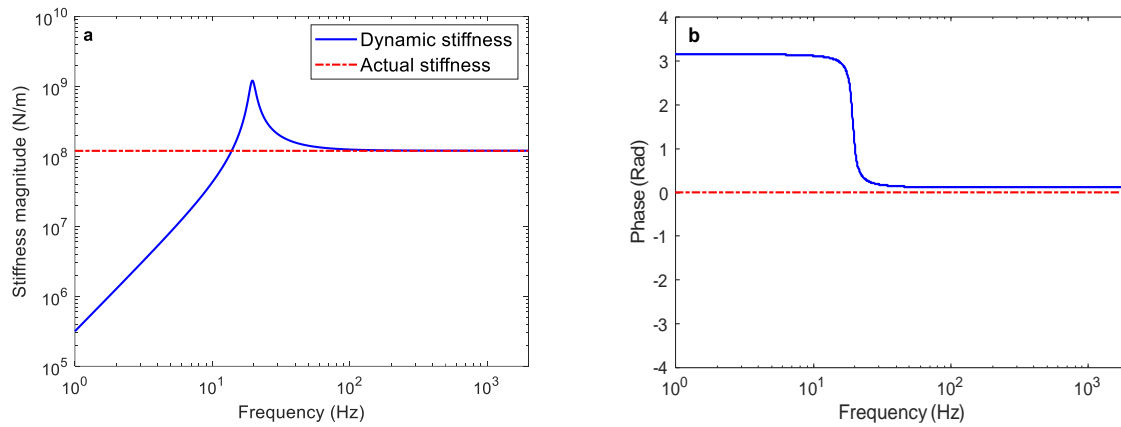 a
Dynamic stiffness
Actual stiffness
Stiffness magnitude (N/m)
10^10
10^9
10^8
10^7
10^6
10^5
10^0
10^1
10^2
10^3
Frequency (Hz)
b
Phase (Rad)
4
3
2
1
0
-1
-2
-3
-4
10^0
10^1
10^2
10^3
Frequency (Hz)